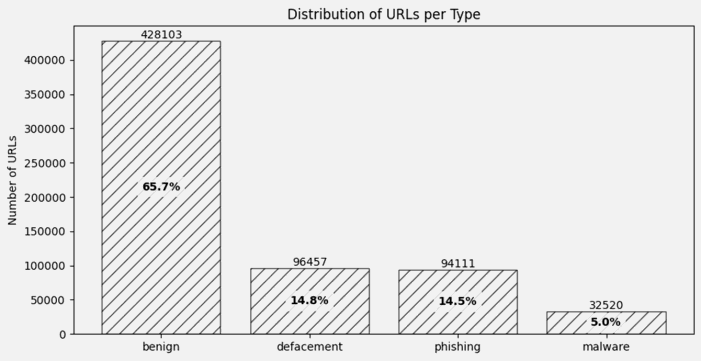 Distribution of URLs per Type
Number of URLs
400000
350000
300000
250000
200000
150000
100000
50000
0
428103
65.7%
96457
14.8%
94111
14.5%
32520
5.0%
benign
defacement
phishing
malware